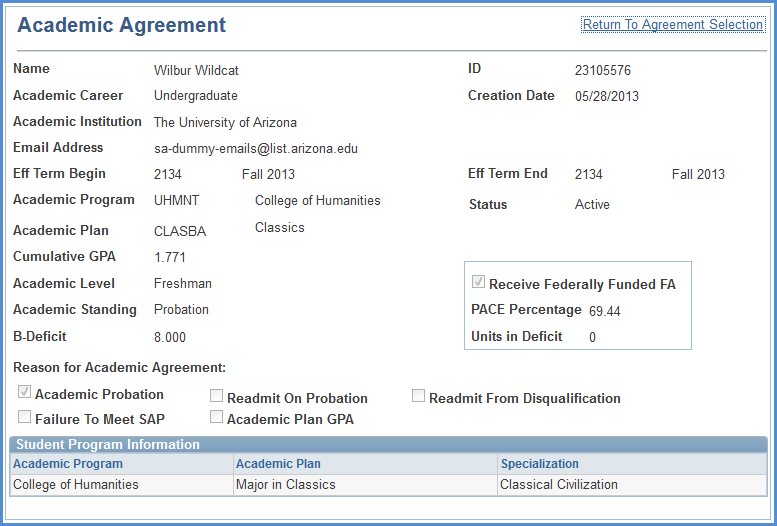 Academic Agreement Return To Agreement Selection
Name Wilbur Wildcat ID 23105576
Academic Career Undergraduate Creation Date 05/28/2013
Academic Institution The University of Arizona
Email Address sa-dummy-emails@list.arizona.edu
Eff Term Begin 2134 Fall 2013 Eff Term End 2134 Fall 2013
Academic Program UHMNT College of Humanities Status Active
Academic Plan CLASBA Classics
Cumulative GPA 1.771
Academic Level Freshman Receive Federally Funded FA
Academic Standing Probation PACE Percentage 69.44
B-Deficit 8.000 Units in Deficit 0
Reason for Academic Agreement:
Academic Probation Readmit On Probation Readmit From Disqualification
Failure To Meet SAP Academic Plan GPA
Student Program Information
Academic Program Academic Plan Specialization
College of Humanities Major in Classics Classical Civilization